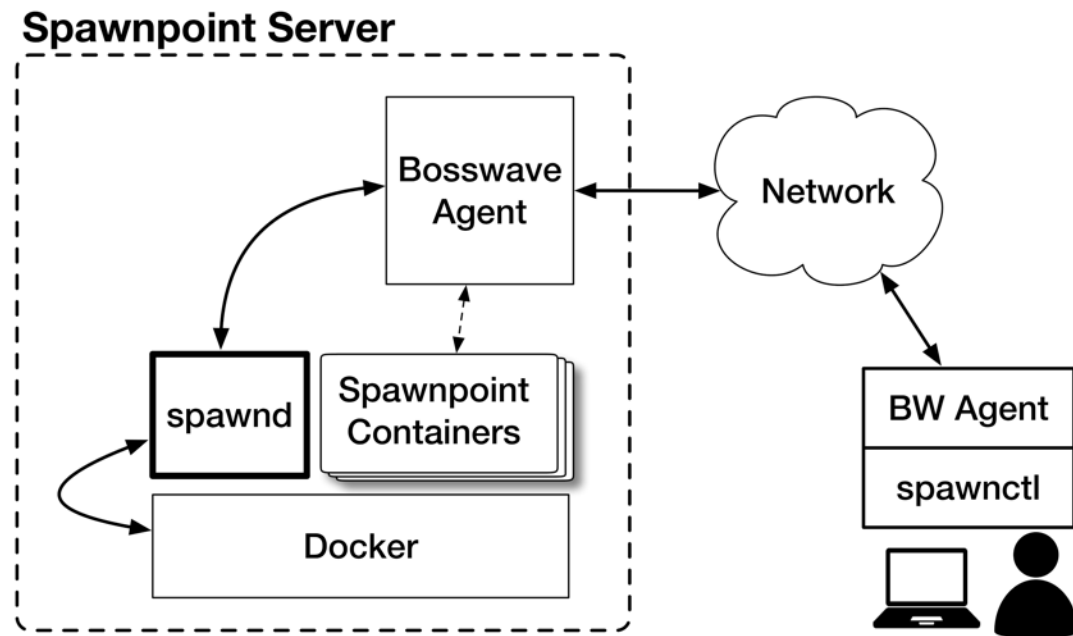 Spawnpoint Server
Bosswave
Agent
Network
spawnd
Spawnpoint
Containers
Docker
BW Agent
spawnctl